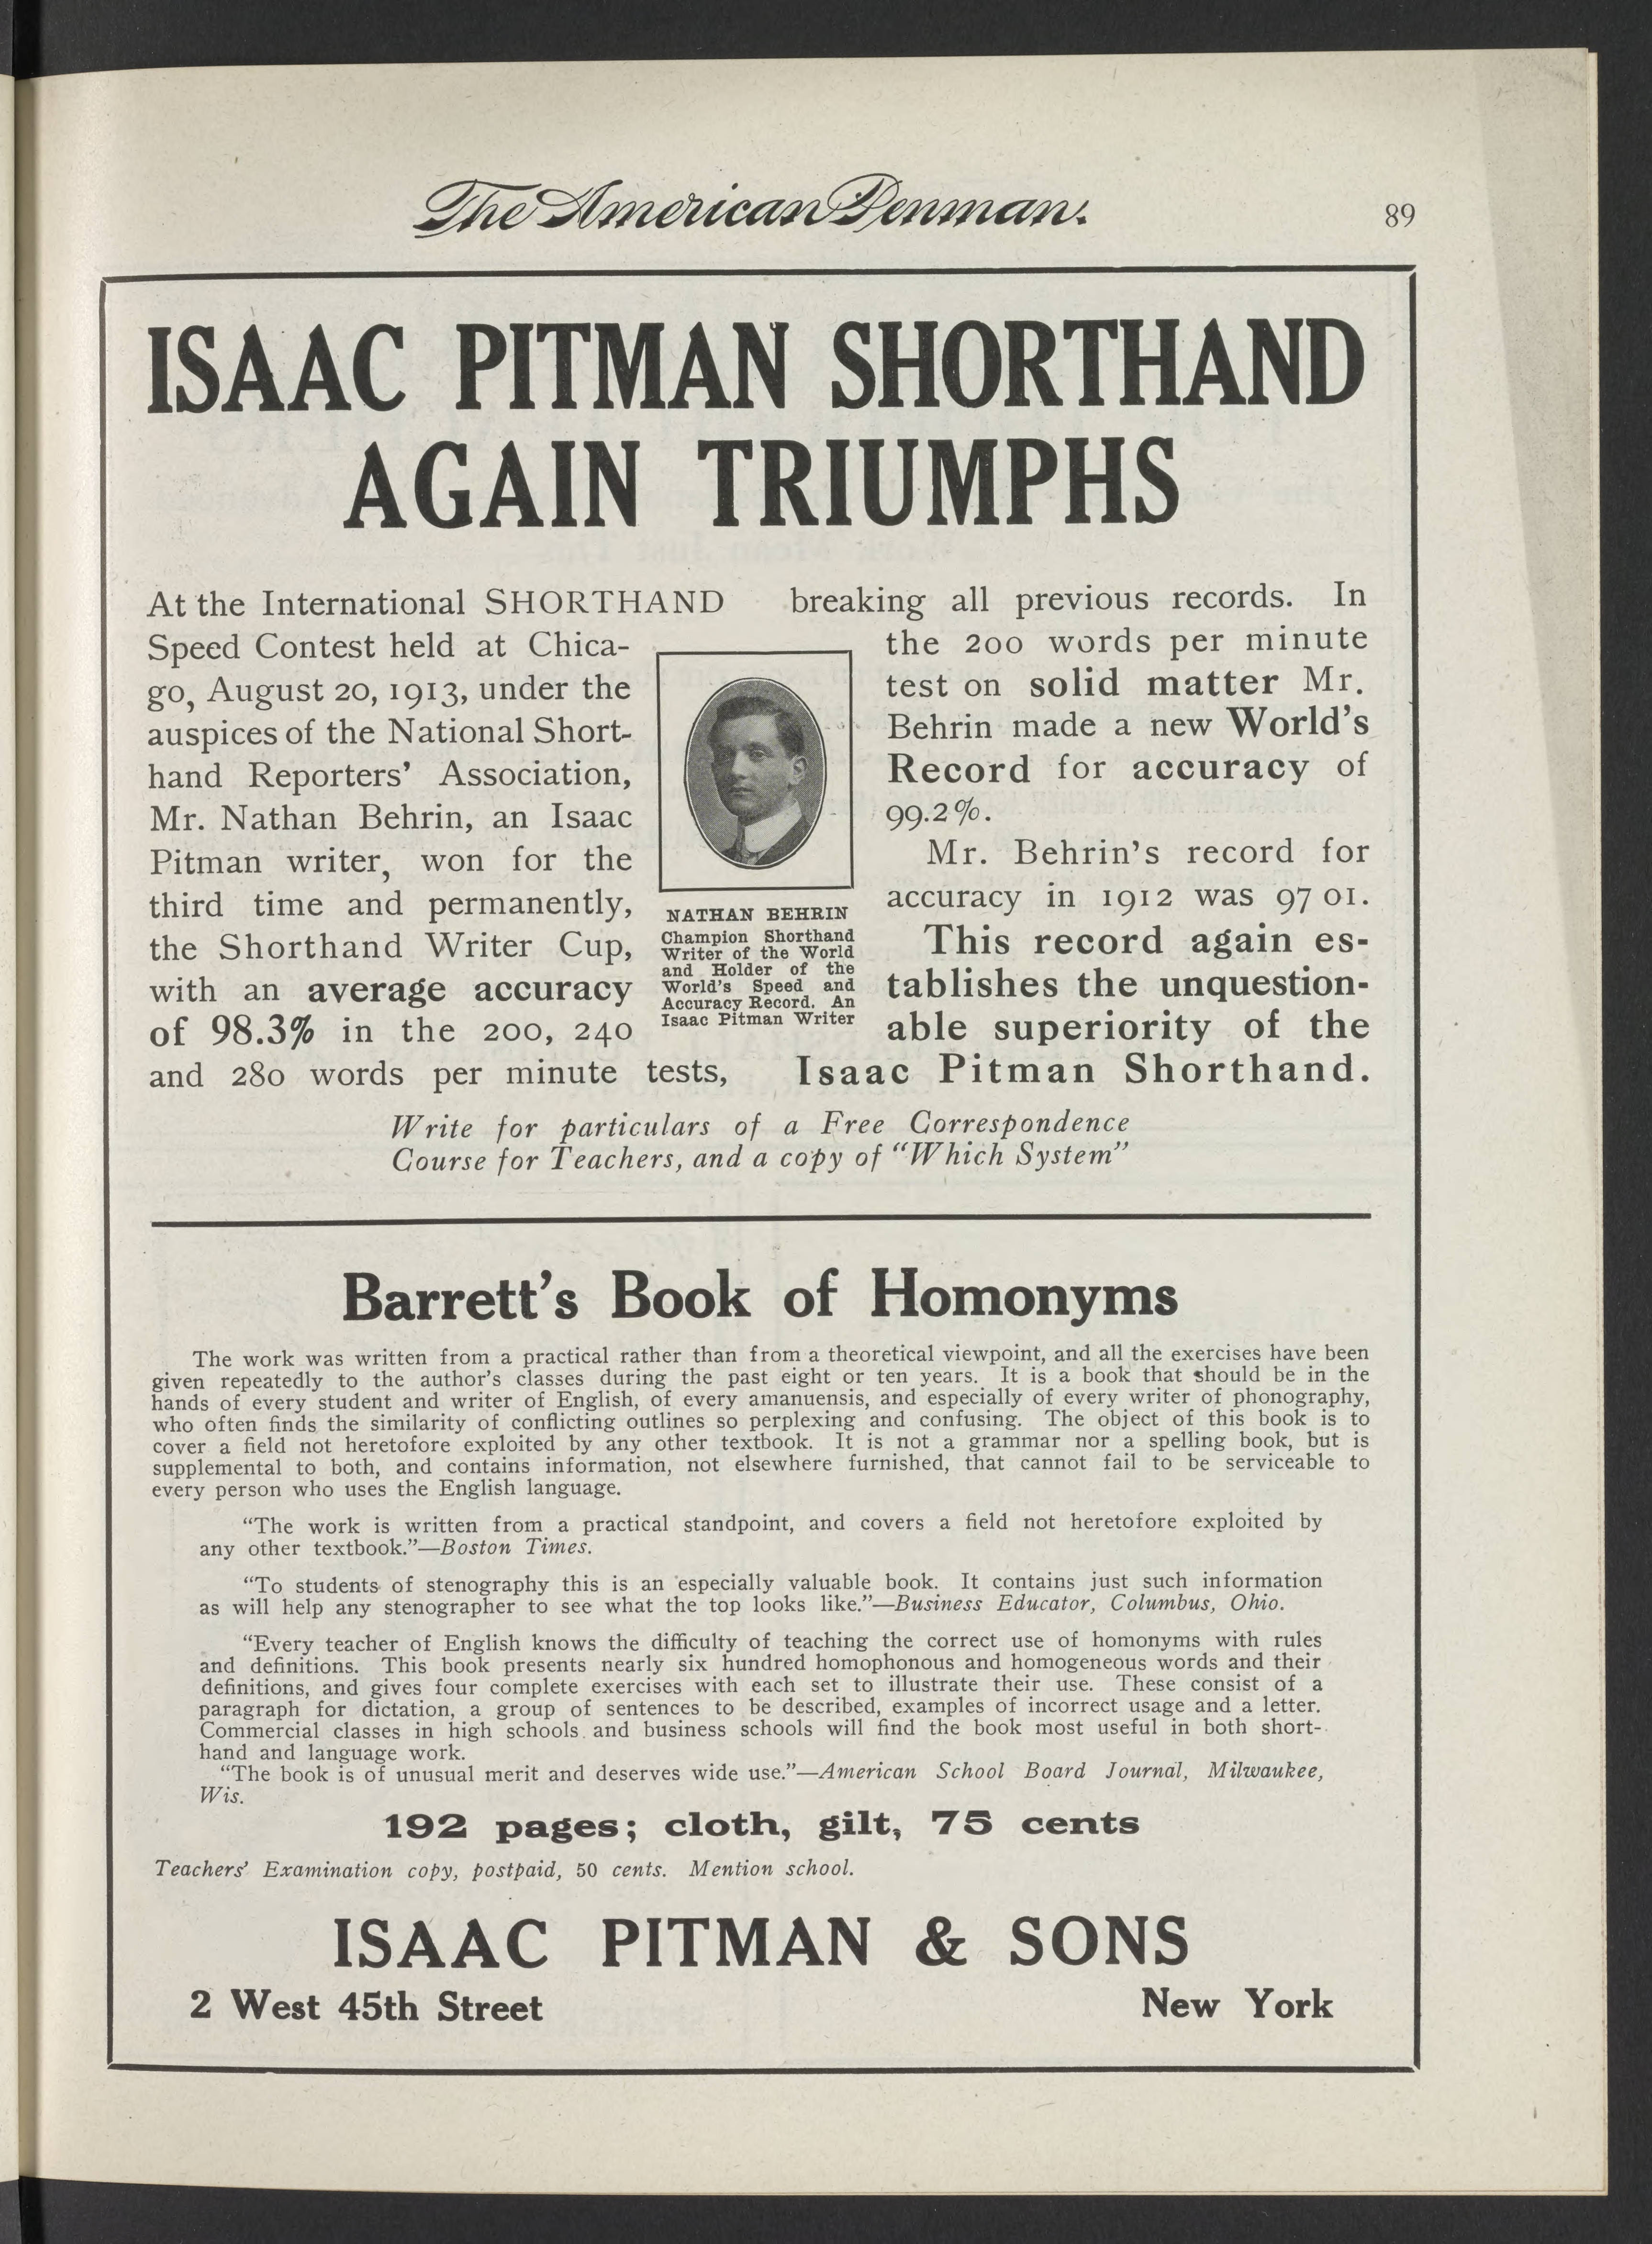 The American Penman.
89
ISAAC PITMAN SHORTHAND
AGAIN TRIUMPHS
At the International SHORTHAND
Speed Contest held at Chica-
go, August 20, 1913, under the
auspices of the National Short-
hand Reporters' Association,
Mr. Nathan Behrin, an Isaac
Pitman writer, won for the
third time and permanently,
the Shorthand Writer Cup,
with an average accuracy
of 98.3% in the 200, 240
and 280 words per minute tests,
NATHAN BEHRIN
Champion Shorthand
Writer of the World
and Holder of the
World's Speed and
Accuracy Record. An
Isaac Pitman Writer
breaking all previous records. In
the 200 words per minute
test on solid matter Mr.
Behrin made a new World's
Record for accuracy of
99.2%.
Mr. Behrin's record for
accuracy in 1912 was 97 01.
This record again es-
tablishes the unquestion-
able superiority of the
Isaac Pitman Shorthand.
Write for particulars of a Free Correspondence
Course for Teachers, and a copy of "Which System"
Barrett's Book of Homonyms
The work was written from a practical rather than from a theoretical viewpoint, and all the exercises have been
given repeatedly to the author's classes during the past eight or ten years. It is a book that should be in the
hands of every student and writer of English, of every amanuensis, and especially of every writer of phonography,
who often finds the similarity of conflicting outlines so perplexing and confusing. The object of this book is to
cover a field not heretofore exploited by any other textbook. It is not a grammar nor a spelling book, but is
supplemental to both, and contains information, not elsewhere furnished, that cannot fail to be serviceable to
every person who uses the English language.
"The work is written from a practical standpoint, and covers a field not heretofore exploited by
any other textbook."—Boston Times.
"To students of stenography this is an especially valuable book. It contains just such information
as will help any stenographer to see what the top looks like."—Business Educator, Columbus, Ohio.
"Every teacher of English knows the difficulty of teaching the correct use of homonyms with rules
and definitions. This book presents nearly six hundred homophonous and homogeneous words and their
definitions, and gives four complete exercises with each set to illustrate their use. These consist of a
paragraph for dictation, a group of sentences to be described, examples of incorrect usage and a letter.
Commercial classes in high schools and business schools will find the book most useful in both short-
hand and language work.
"The book is of unusual merit and deserves wide use."—American School Board Journal, Milwaukee,
Wis.
192 pages; cloth, gilt, 75 cents
Teachers' Examination copy, postpaid, 50 cents. Mention school.
ISAAC PITMAN & SONS
2 West 45th Street New York